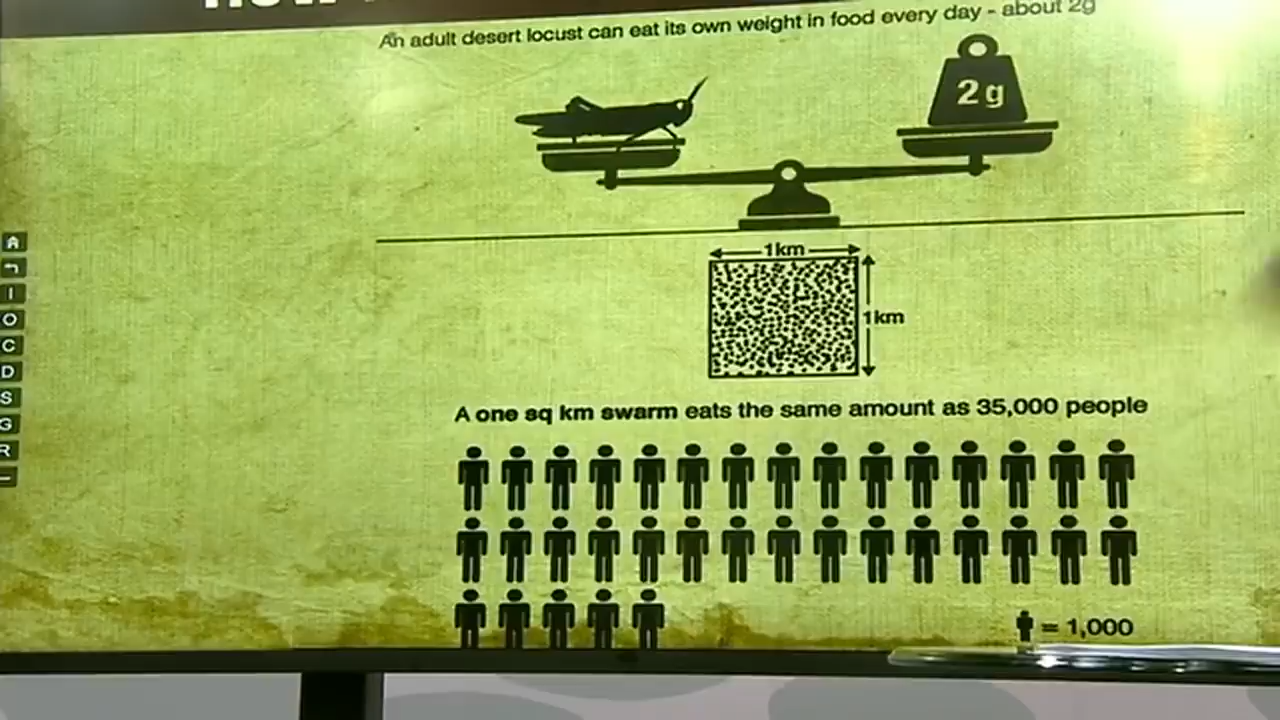 An adult desert locust can eat its own weight in food every day - about 2g
2g
1km
1km
A one sq km swarm eats the same amount as 35,000 people
= 1,000
I
O
C
D
S
G
R